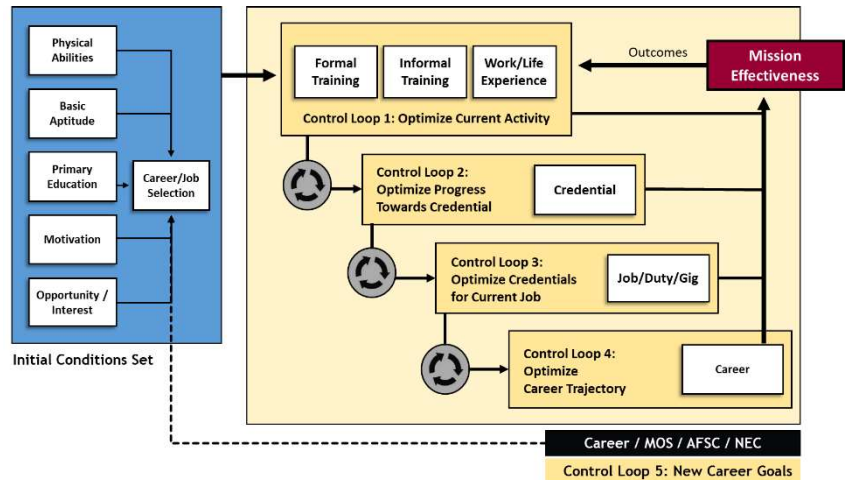 Physical
Abilities
Basic
Aptitude
Primary
Education
Motivation
Opportunity /
Interest
Career/Job
Selection
Initial Conditions Set
Formal
Training
Informal
Training
Work/Life
Experience
Control Loop 1: Optimize Current Activity
Outcomes
Mission
Effectiveness
Control Loop 2:
Optimize Progress
Towards Credential
Credential
Control Loop 3:
Optimize Credentials
for Current Job
Job/Duty/Gig
Control Loop 4:
Optimize
Career Trajectory
Career
Career / MOS / AFSC / NEC
Control Loop 5: New Career Goals